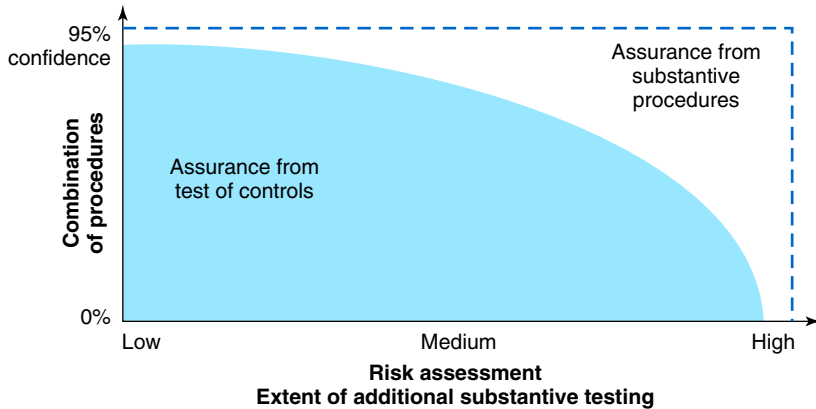 95%
confidence
Assurance from
substantive
procedures
Combination
of procedures
Assurance from
test of controls
0%
Low
Medium
High
Risk assessment
Extent of additional substantive testing